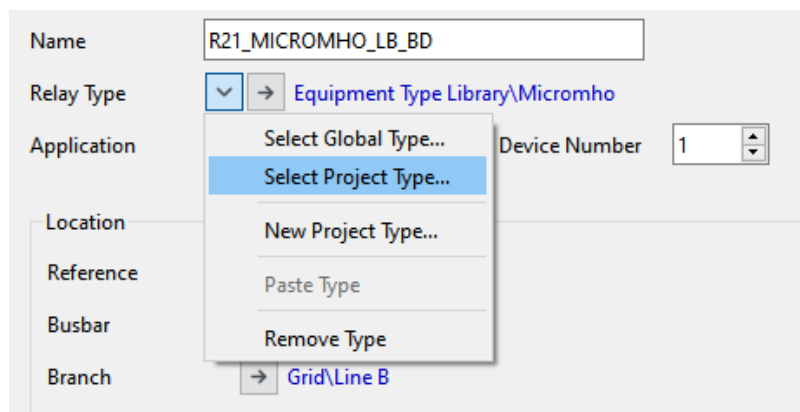 Name R21_MICROMHO_LB_BD
Relay Type Equipment Type Library\Micromho
Application Device Number 1
Select Global Type...
Select Project Type...
New Project Type...
Paste Type
Remove Type
Location
Reference
Busbar
Branch Grid\Line B